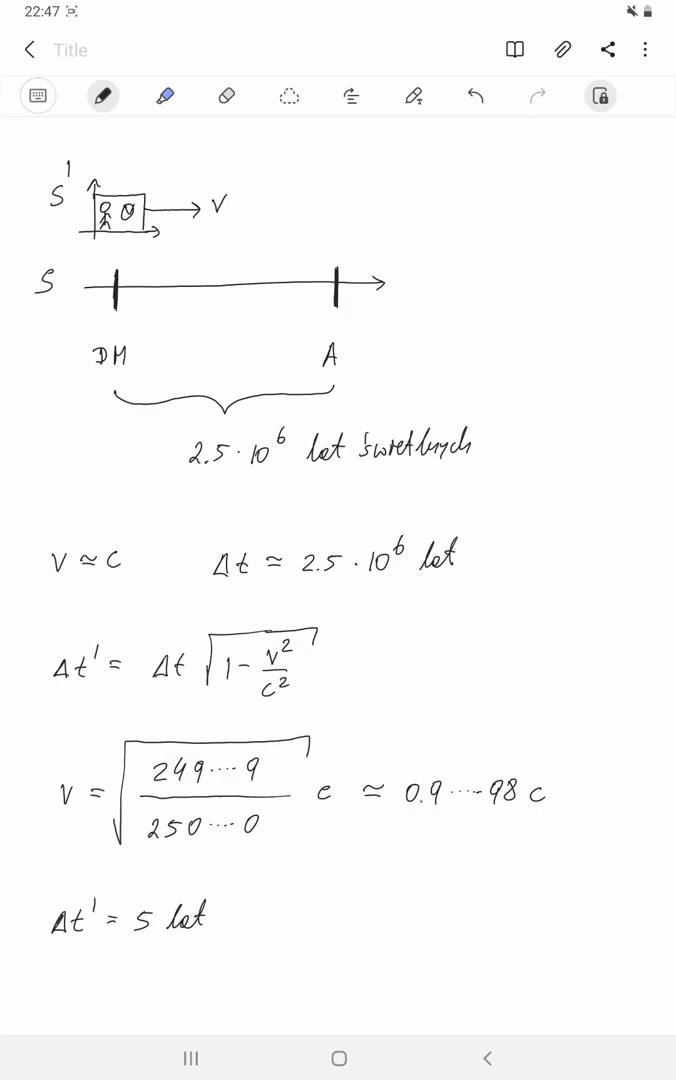 22:47
Title
S'
V
S
DM A
2.5 · 10⁶ lat świetlnych
V ≃ c Δt ≃ 2.5 · 10⁶ lat
Δt' = Δt √(1 - V²/c²)
V = √(249....9/250....0) c ≃ 0.9.....98 c
Δt' = 5 lat